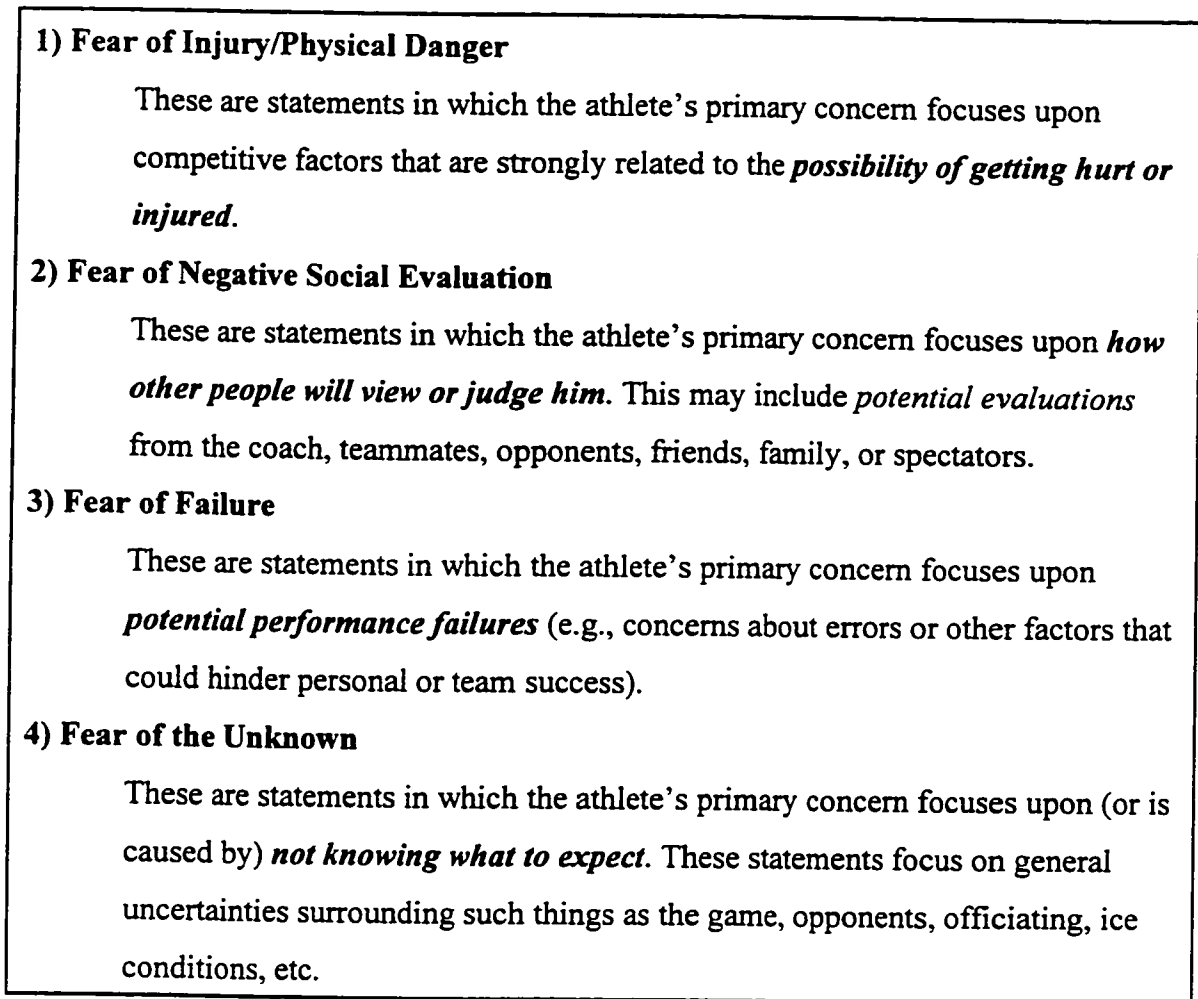 1) Fear of Injury/Physical Danger
These are statements in which the athlete's primary concern focuses upon
competitive factors that are strongly related to the possibility of getting hurt or
injured.
2) Fear of Negative Social Evaluation
These are statements in which the athlete's primary concern focuses upon how
other people will view or judge him. This may include potential evaluations
from the coach, teammates, opponents, friends, family, or spectators.
3) Fear of Failure
These are statements in which the athlete's primary concern focuses upon
potential performance failures (e.g., concerns about errors or other factors that
could hinder personal or team success).
4) Fear of the Unknown
These are statements in which the athlete's primary concern focuses upon (or is
caused by) not knowing what to expect. These statements focus on general
uncertainties surrounding such things as the game, opponents, officiating, ice
conditions, etc.